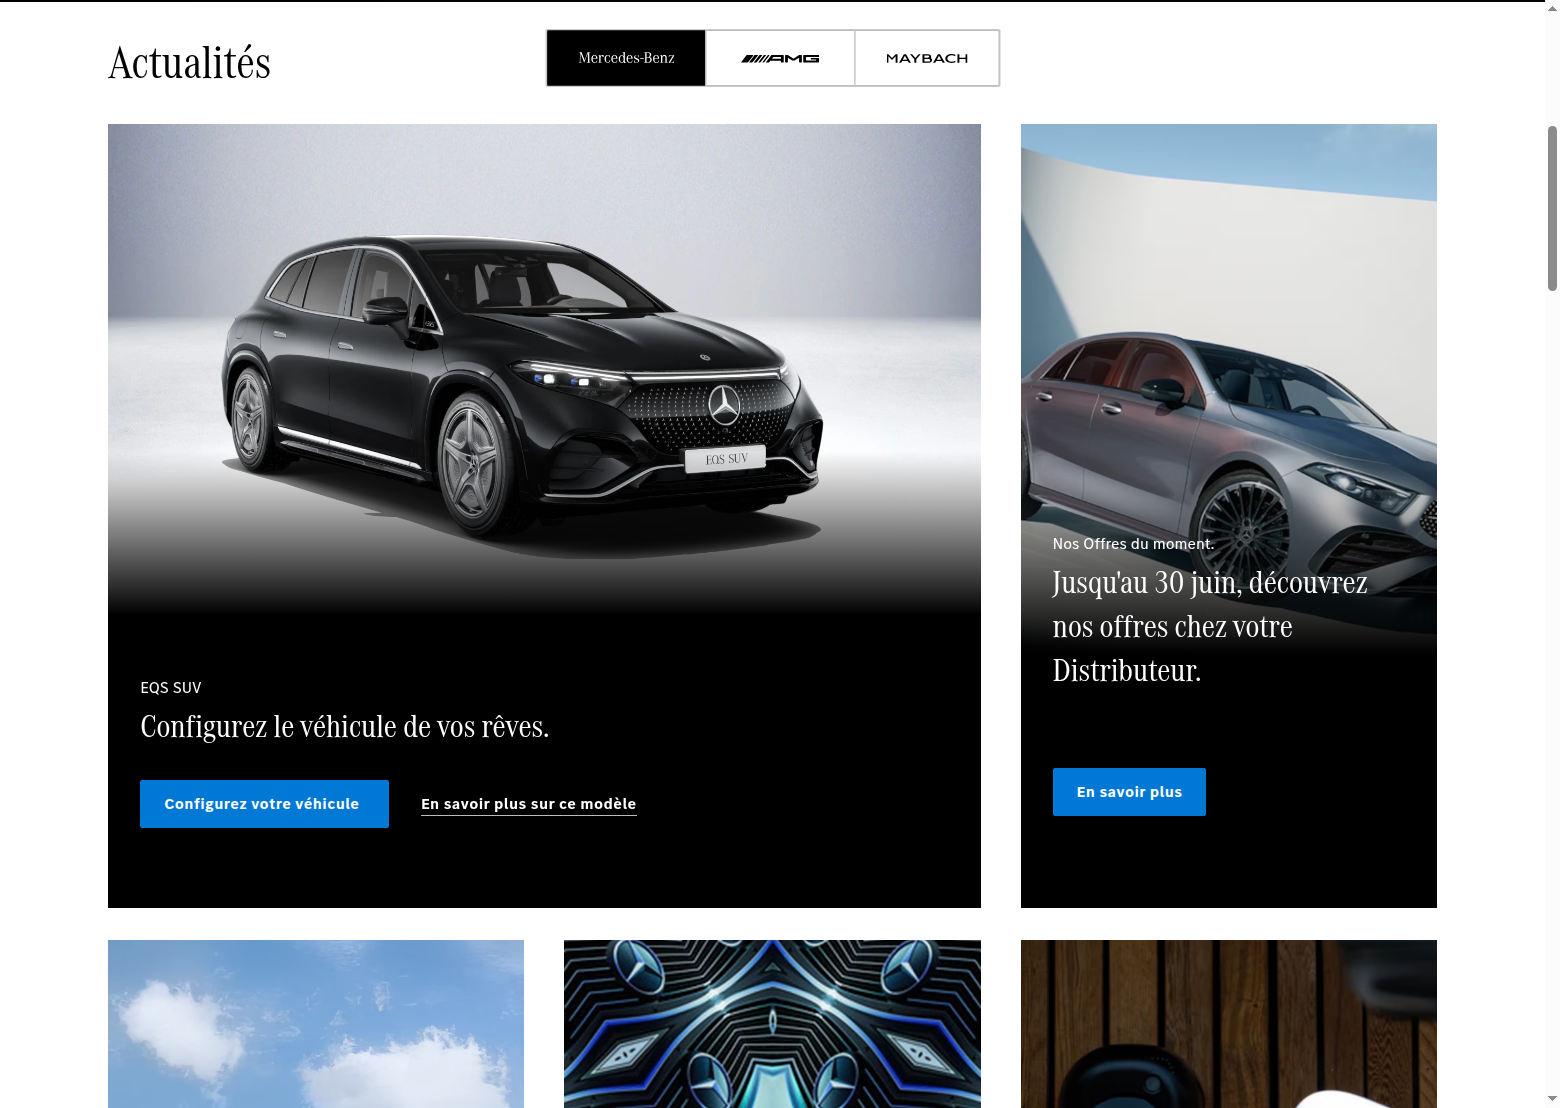 Actualités
Mercedes-Benz
AMG
MAYBACH
EQS SUV
EQS SUV
Configurez le véhicule de vos rêves.
Configurez votre véhicule
En savoir plus sur ce modèle
Nos Offres du moment.
Jusqu'au 30 juin, découvrez
nos offres chez votre
Distributeur.
En savoir plus